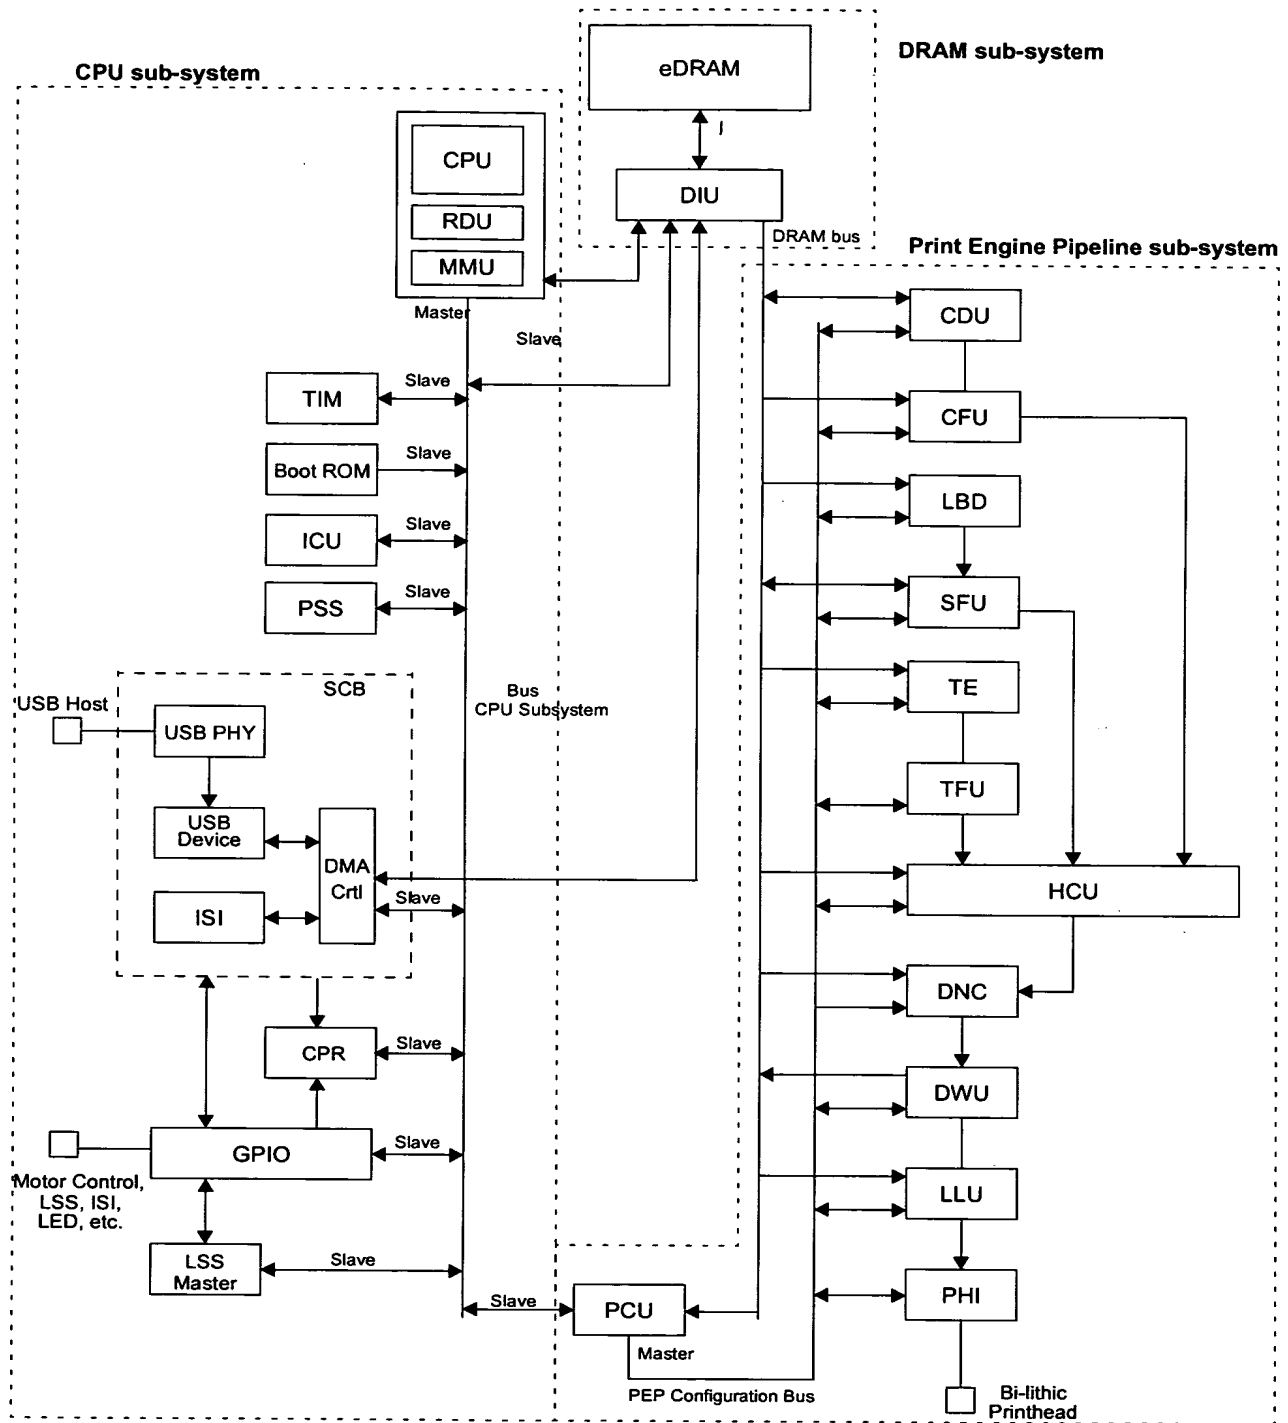 DRAM sub-system
eDRAM
CPU sub-system
CPU
DIU
RDU
DRAM bus
Print Engine Pipeline sub-system
MMU
Master
CDU
Slave
TIM
Slave
CFU
Boot ROM
Slave
LBD
ICU
Slave
PSS
Slave
SFU
SCB
TE
USB Host
Bus
CPU Subsystem
USB PHY
TFU
USB
Device
DMA
Crtl
Slave
HCU
ISI
DNC
CPR
Slave
DWU
GPIO
Slave
Motor Control,
LSS, ISI,
LED, etc.
LLU
LSS
Master
Slave
Slave
PCU
PHI
Master
PEP Configuration Bus
Bi-lithic
Printhead